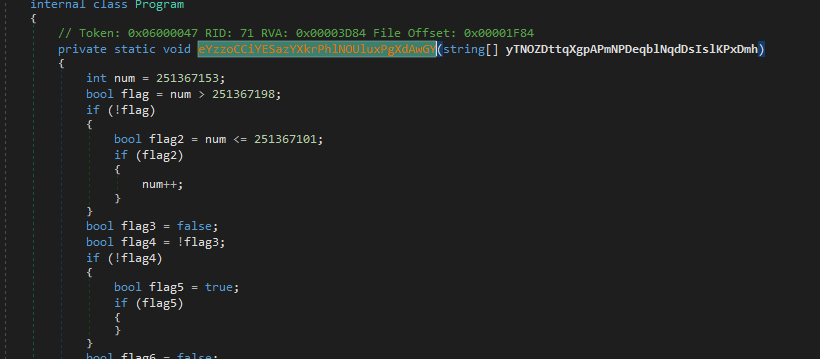 internal class Program
{
// Token: 0x06000047 RID: 71 RVA: 0x00003D84 File Offset: 0x00001F84
private static void eYzzoCCiYESazYXkrPhlNOUluxPgXdAwGY(string[] yTNOZDttqXgpAPmNPDeqblNqdDsIslKPxDmh)
{
int num = 251367153;
bool flag = num > 251367198;
if (!flag)
{
bool flag2 = num <= 251367101;
if (flag2)
{
num++;
}
}
bool flag3 = false;
bool flag4 = !flag3;
if (!flag4)
{
bool flag5 = true;
if (flag5)
{
}
}
bool flag6 = false;